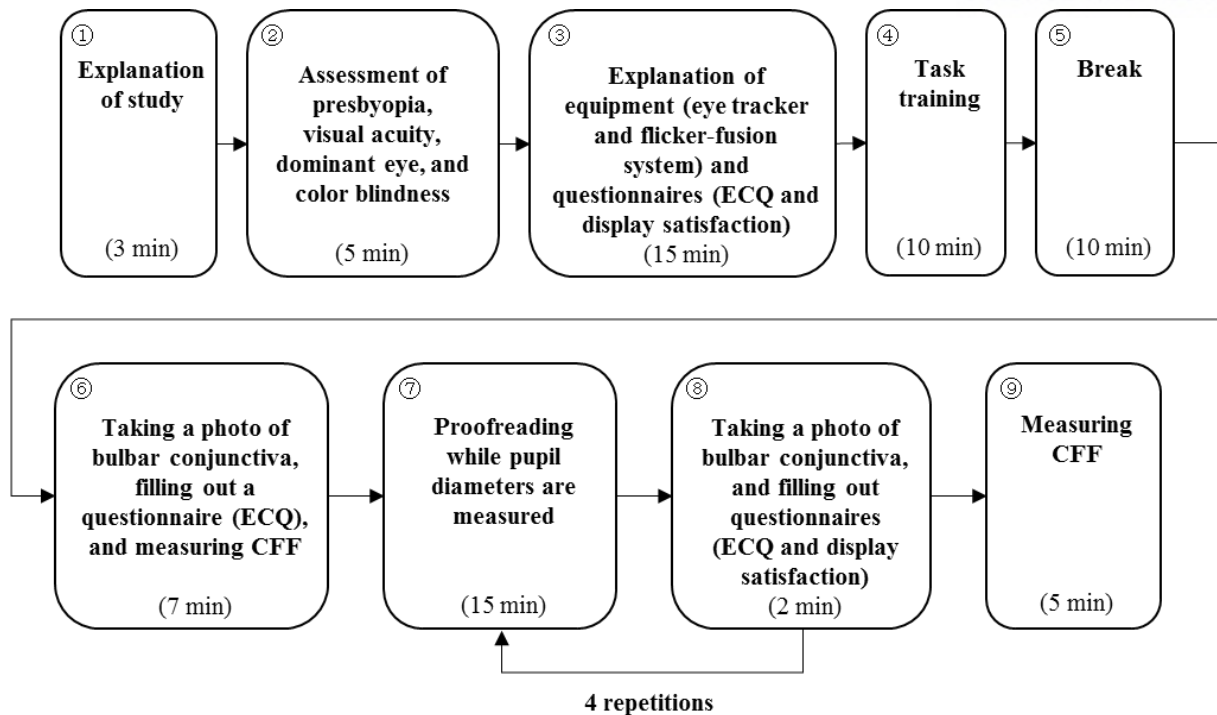 ①
Explanation
of study
(3 min)
②
Assessment of
presbyopia,
visual acuity,
dominant eye, and
color blindness
(5 min)
③
Explanation of
equipment (eye tracker
and flicker-fusion
system) and
questionnaires (ECQ
and display satisfaction)
(15 min)
④
Task
training
(10 min)
⑤
Break
(10 min)
⑥
Taking a photo of
bulbar conjunctiva,
filling out a
questionnaire (ECQ),
and measuring CFF
(7 min)
⑦
Proofreading
while pupil
diameters are
measured
(15 min)
⑧
Taking a photo of
bulbar conjunctiva,
and filling out
questionnaires
(ECQ and display
satisfaction)
(2 min)
⑨
Measuring
CFF
(5 min)
4 repetitions